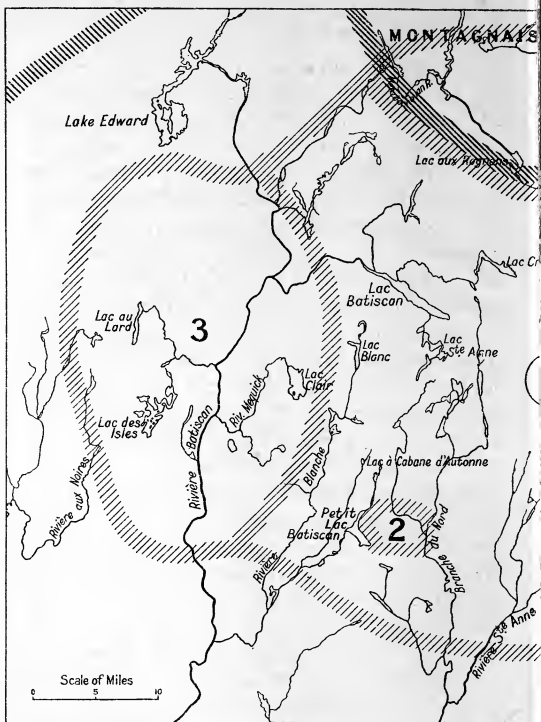 MONTAGNAIS
Lake Edward
Lac aux Rognons
Lac Cr
Lac
Batiscan
Lac au
Lard
3
Lac
Blanc
Lac
Ste Anne
Lac
Clair
Riv. Meguick
Lac des
Isles
Rivière Batiscan
Rivière aux Noires
Lac à Cabane d'Automne
Rivière Blanche
Petit
Lac
Batiscan
2
Branche du Nord
Rivière Ste Anne
Scale of Miles
0 5 10